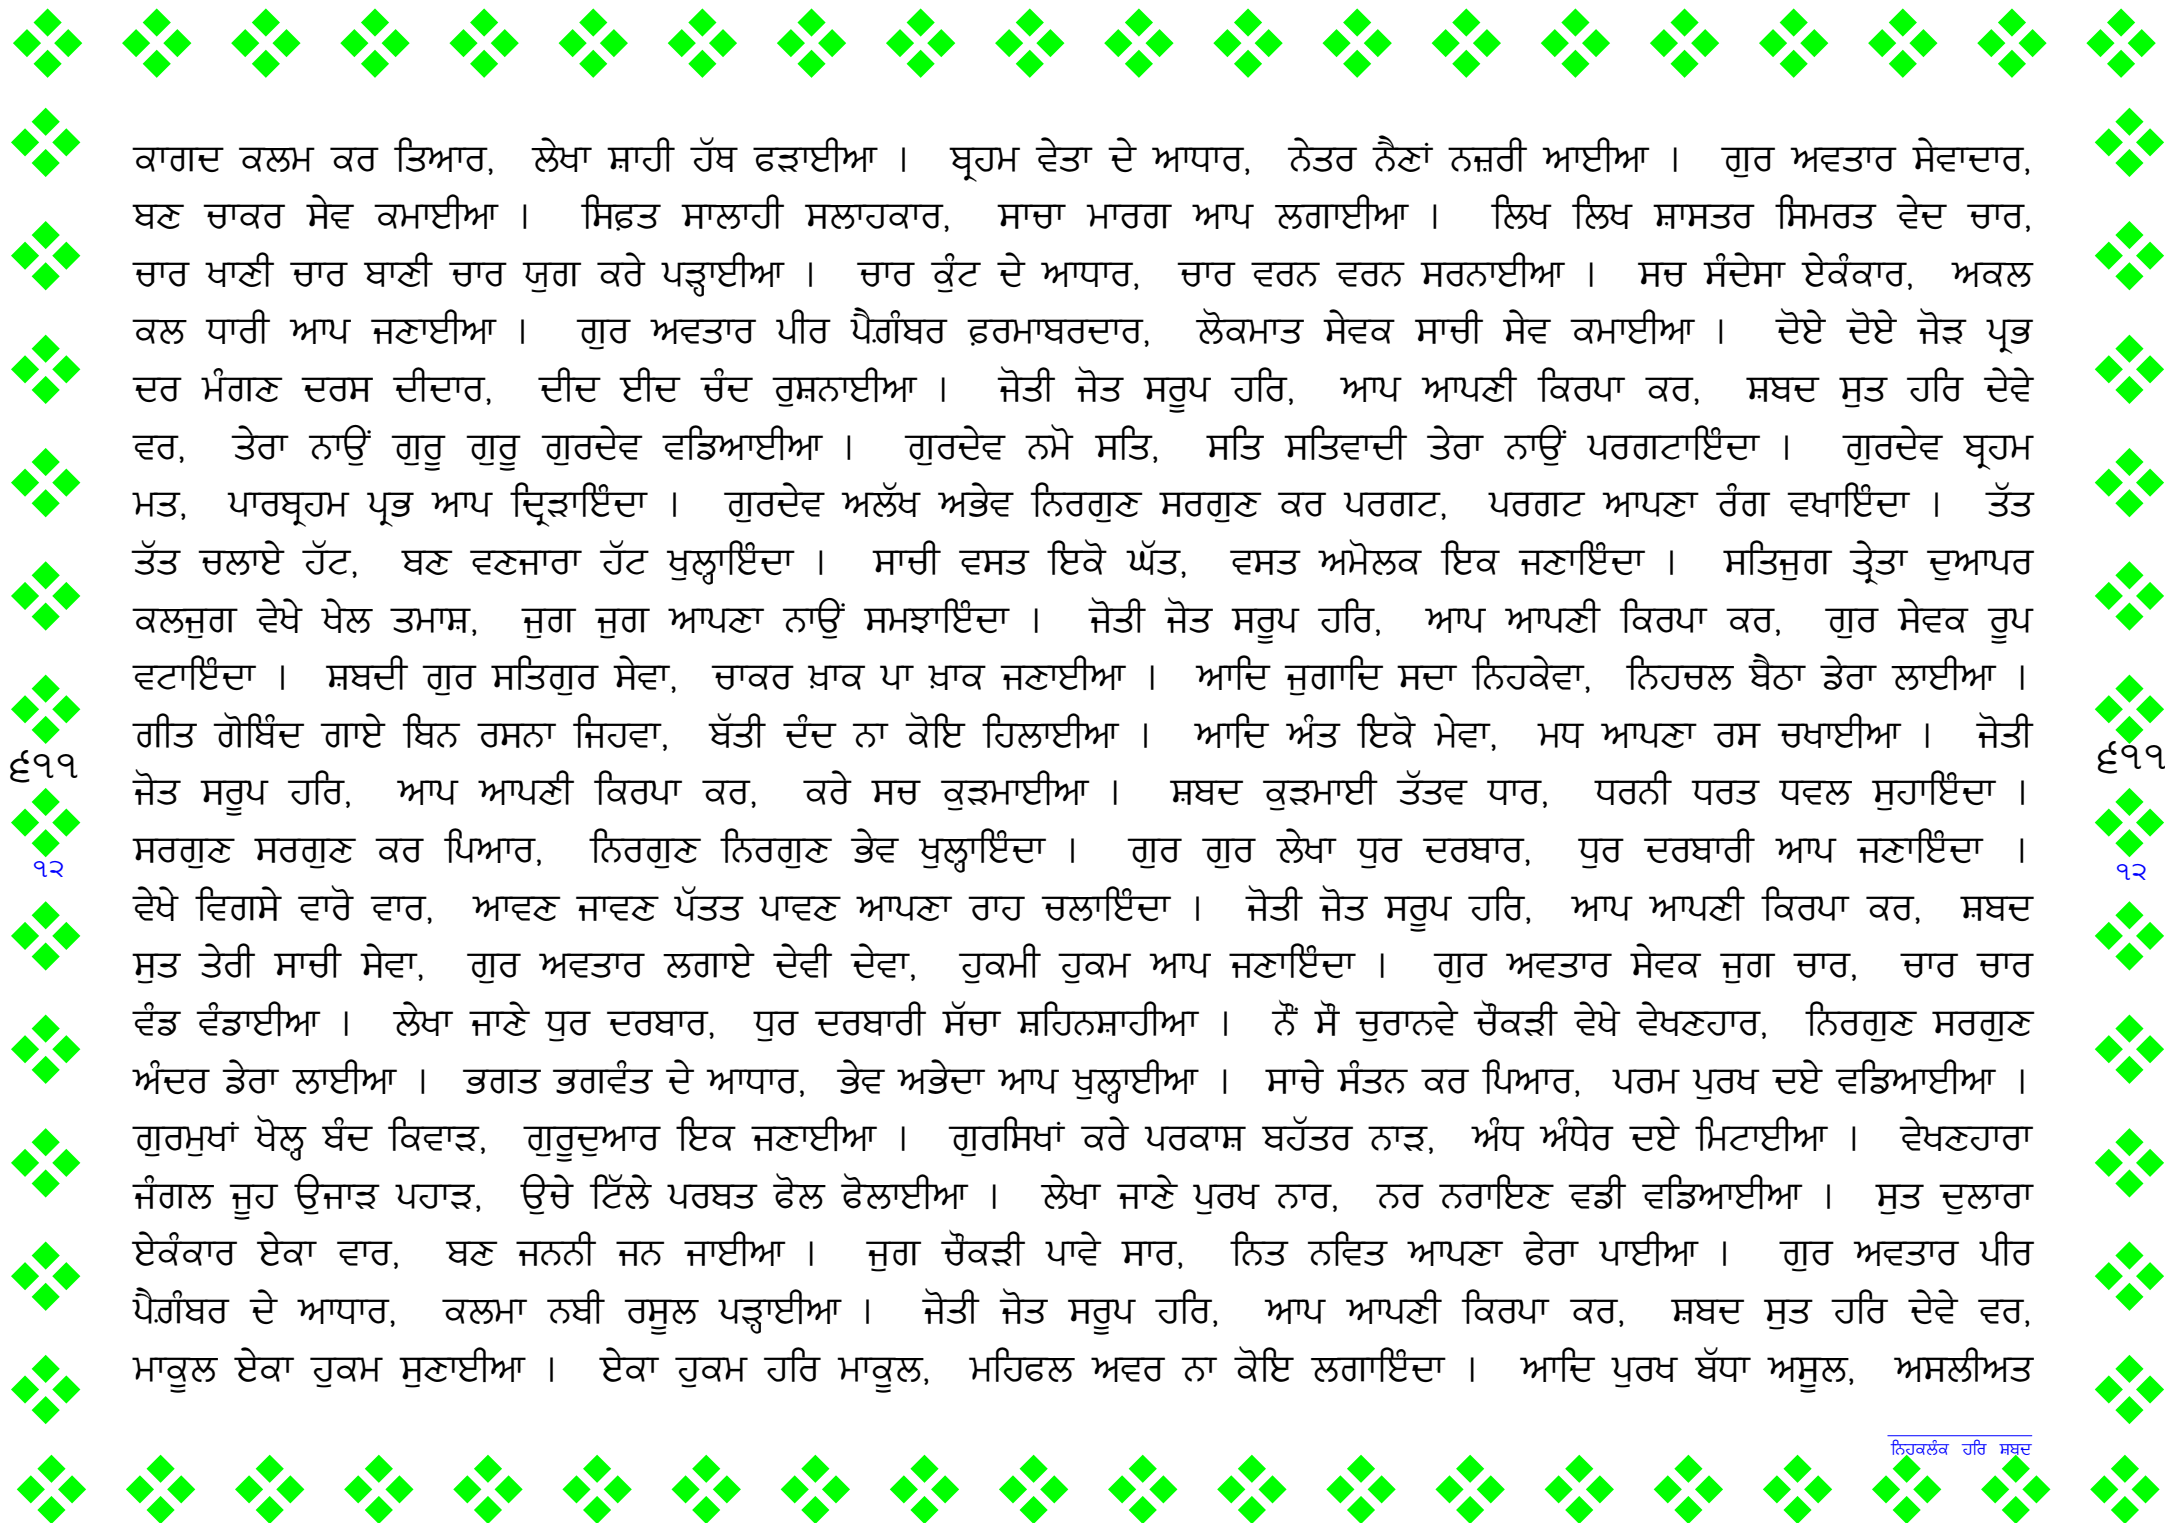 ਕਾਗਦ ਕਲਮ ਕਰ ਤਿਆਰ, ਲੇਖਾ ਸ਼ਾਹੀ ਹੱਥ ਫੜਾਈਆ । ਬ੍ਰਹਮ ਵੇਤਾ ਦੇ ਆਧਾਰ, ਨੇਤਰ ਨੈਣਾਂ ਨਜ਼ਰੀ ਆਈਆ । ਗੁਰ ਅਵਤਾਰ ਸੇਵਾਦਾਰ,
ਬਣ ਚਾਕਰ ਸੇਵ ਕਮਾਈਆ । ਸਿਫ਼ਤ ਸਾਲਾਹੀ ਸਲਾਹਕਾਰ, ਸਾਚਾ ਮਾਰਗ ਆਪ ਲਗਾਈਆ । ਲਿਖ ਲਿਖ ਸ਼ਾਸਤਰ ਸਿਮਰਤ ਵੇਦ ਚਾਰ,
ਚਾਰ ਖਾਣੀ ਚਾਰ ਬਾਣੀ ਚਾਰ ਯੁਗ ਕਰੇ ਪੜ੍ਹਾਈਆ । ਚਾਰ ਕੁੰਟ ਦੇ ਆਧਾਰ, ਚਾਰ ਵਰਨ ਵਰਨ ਸਰਨਾਈਆ । ਸਚ ਸੰਦੇਸਾ ਏਕੰਕਾਰ, ਅਕਲ
ਕਲ ਧਾਰੀ ਆਪ ਜਣਾਈਆ । ਗੁਰ ਅਵਤਾਰ ਪੀਰ ਪੈਗ਼ੰਬਰ ਫ਼ਰਮਾਬਰਦਾਰ, ਲੋਕਮਾਤ ਸੇਵਕ ਸਾਚੀ ਸੇਵ ਕਮਾਈਆ । ਦੋਏ ਦੋਏ ਜੋੜ ਪ੍ਰਭ
ਦਰ ਮੰਗਣ ਦਰਸ ਦੀਦਾਰ, ਦੀਦ ਈਦ ਚੰਦ ਰੁਸ਼ਨਾਈਆ । ਜੋਤੀ ਜੋਤ ਸਰੂਪ ਹਰਿ, ਆਪ ਆਪਣੀ ਕਿਰਪਾ ਕਰ, ਸ਼ਬਦ ਸੁਤ ਹਰਿ ਦੇਵੇ
ਵਰ, ਤੇਰਾ ਨਾਉਂ ਗੁਰੂ ਗੁਰੂ ਗੁਰਦੇਵ ਵਡਿਆਈਆ । ਗੁਰਦੇਵ ਨਮੋ ਸਤਿ, ਸਤਿ ਸਤਿਵਾਦੀ ਤੇਰਾ ਨਾਉਂ ਪਰਗਟਾਇੰਦਾ । ਗੁਰਦੇਵ ਬ੍ਰਹਮ
ਮਤ, ਪਾਰਬ੍ਰਹਮ ਪ੍ਰਭ ਆਪ ਦ੍ਰਿੜਾਇੰਦਾ । ਗੁਰਦੇਵ ਅਲੱਖ ਅਭੇਵ ਨਿਰਗੁਣ ਸਰਗੁਣ ਕਰ ਪਰਗਟ, ਪਰਗਟ ਆਪਣਾ ਰੰਗ ਵਖਾਇੰਦਾ । ਤੱਤ
ਤੱਤ ਚਲਾਏ ਹੱਟ, ਬਣ ਵਣਜਾਰਾ ਹੱਟ ਖੁਲ੍ਹਾਇੰਦਾ । ਸਾਚੀ ਵਸਤ ਇਕੋ ਘੱਤ, ਵਸਤ ਅਮੋਲਕ ਇਕ ਜਣਾਇੰਦਾ । ਸਤਿਜੁਗ ਤ੍ਰੇਤਾ ਦੁਆਪਰ
ਕਲਜੁਗ ਵੇਖੇ ਖੇਲ ਤਮਾਸ਼, ਜੁਗ ਜੁਗ ਆਪਣਾ ਨਾਉਂ ਸਮਝਾਇੰਦਾ । ਜੋਤੀ ਜੋਤ ਸਰੂਪ ਹਰਿ, ਆਪ ਆਪਣੀ ਕਿਰਪਾ ਕਰ, ਗੁਰ ਸੇਵਕ ਰੂਪ
ਵਟਾਇੰਦਾ । ਸ਼ਬਦੀ ਗੁਰ ਸਤਿਗੁਰ ਸੇਵਾ, ਚਾਕਰ ਖ਼ਾਕ ਪਾ ਖ਼ਾਕ ਜਣਾਈਆ । ਆਦਿ ਜੁਗਾਦਿ ਸਦਾ ਨਿਹਕੇਵਾ, ਨਿਹਚਲ ਬੈਠਾ ਡੇਰਾ ਲਾਈਆ ।
ਗੀਤ ਗੋਬਿੰਦ ਗਾਏ ਬਿਨ ਰਸਨਾ ਜਿਹਵਾ, ਬੱਤੀ ਦੰਦ ਨਾ ਕੋਇ ਹਿਲਾਈਆ । ਆਦਿ ਅੰਤ ਇਕੋ ਮੇਵਾ, ਮਧ ਆਪਣਾ ਰਸ ਚਖਾਈਆ । ਜੋਤੀ
੬੧੧ ੬੧੧
ਜੋਤ ਸਰੂਪ ਹਰਿ, ਆਪ ਆਪਣੀ ਕਿਰਪਾ ਕਰ, ਕਰੇ ਸਚ ਕੁੜਮਾਈਆ । ਸ਼ਬਦ ਕੁੜਮਾਈ ਤੱਤਵ ਧਾਰ, ਧਰਨੀ ਧਰਤ ਧਵਲ ਸੁਹਾਇੰਦਾ ।
ਸਰਗੁਣ ਸਰਗੁਣ ਕਰ ਪਿਆਰ, ਨਿਰਗੁਣ ਨਿਰਗੁਣ ਭੇਵ ਖੁਲ੍ਹਾਇੰਦਾ । ਗੁਰ ਗੁਰ ਲੇਖਾ ਧੁਰ ਦਰਬਾਰ, ਧੁਰ ਦਰਬਾਰੀ ਆਪ ਜਣਾਇੰਦਾ ।
੧੨ ੧੨
ਵੇਖੇ ਵਿਗਸੇ ਵਾਰੋ ਵਾਰ, ਆਵਣ ਜਾਵਣ ਪੱਤਤ ਪਾਵਣ ਆਪਣਾ ਰਾਹ ਚਲਾਇੰਦਾ । ਜੋਤੀ ਜੋਤ ਸਰੂਪ ਹਰਿ, ਆਪ ਆਪਣੀ ਕਿਰਪਾ ਕਰ, ਸ਼ਬਦ
ਸੁਤ ਤੇਰੀ ਸਾਚੀ ਸੇਵਾ, ਗੁਰ ਅਵਤਾਰ ਲਗਾਏ ਦੇਵੀ ਦੇਵਾ, ਹੁਕਮੀ ਹੁਕਮ ਆਪ ਜਣਾਇੰਦਾ । ਗੁਰ ਅਵਤਾਰ ਸੇਵਕ ਜੁਗ ਚਾਰ, ਚਾਰ ਚਾਰ
ਵੰਡ ਵੰਡਾਈਆ । ਲੇਖਾ ਜਾਣੇ ਧੁਰ ਦਰਬਾਰ, ਧੁਰ ਦਰਬਾਰੀ ਸੱਚਾ ਸ਼ਹਿਨਸ਼ਾਹੀਆ । ਨੌਂ ਸੌ ਚੁਰਾਨਵੇ ਚੌਕੜੀ ਵੇਖੇ ਵੇਖਣਹਾਰ, ਨਿਰਗੁਣ ਸਰਗੁਣ
ਅੰਦਰ ਡੇਰਾ ਲਾਈਆ । ਭਗਤ ਭਗਵੰਤ ਦੇ ਆਧਾਰ, ਭੇਵ ਅਭੇਦਾ ਆਪ ਖੁਲ੍ਹਾਈਆ । ਸਾਚੇ ਸੰਤਨ ਕਰ ਪਿਆਰ, ਪਰਮ ਪੁਰਖ ਦਏ ਵਡਿਆਈਆ ।
ਗੁਰਮੁਖਾਂ ਖੋਲ੍ਹ ਬੰਦ ਕਿਵਾੜ, ਗੁਰੂਦੁਆਰ ਇਕ ਜਣਾਈਆ । ਗੁਰਸਿਖਾਂ ਕਰੇ ਪਰਕਾਸ਼ ਬਹੱਤਰ ਨਾੜ, ਅੰਧ ਅੰਧੇਰ ਦਏ ਮਿਟਾਈਆ । ਵੇਖਣਹਾਰਾ
ਜੰਗਲ ਜੂਹ ਉਜਾੜ ਪਹਾੜ, ਉਚੇ ਟਿੱਲੇ ਪਰਬਤ ਫੋਲ ਫੋਲਾਈਆ । ਲੇਖਾ ਜਾਣੇ ਪੁਰਖ ਨਾਰ, ਨਰ ਨਰਾਇਣ ਵਡੀ ਵਡਿਆਈਆ । ਸੁਤ ਦੁਲਾਰਾ
ਏਕੰਕਾਰ ਏਕਾ ਵਾਰ, ਬਣ ਜਨਨੀ ਜਨ ਜਾਈਆ । ਜੁਗ ਚੌਕੜੀ ਪਾਵੇ ਸਾਰ, ਨਿਤ ਨਵਿਤ ਆਪਣਾ ਫੇਰਾ ਪਾਈਆ । ਗੁਰ ਅਵਤਾਰ ਪੀਰ
ਪੈਗ਼ੰਬਰ ਦੇ ਆਧਾਰ, ਕਲਮਾ ਨਬੀ ਰਸੂਲ ਪੜ੍ਹਾਈਆ । ਜੋਤੀ ਜੋਤ ਸਰੂਪ ਹਰਿ, ਆਪ ਆਪਣੀ ਕਿਰਪਾ ਕਰ, ਸ਼ਬਦ ਸੁਤ ਹਰਿ ਦੇਵੇ ਵਰ,
ਮਾਕੂਲ ਏਕਾ ਹੁਕਮ ਸੁਣਾਈਆ । ਏਕਾ ਹੁਕਮ ਹਰਿ ਮਾਕੂਲ, ਮਹਿਫਲ ਅਵਰ ਨਾ ਕੋਇ ਲਗਾਇੰਦਾ । ਆਦਿ ਪੁਰਖ ਬੱਧਾ ਅਸੂਲ, ਅਸਲੀਅਤ
ਨਿਹਕਲੰਕ ਹਰਿ ਸ਼ਬਦ